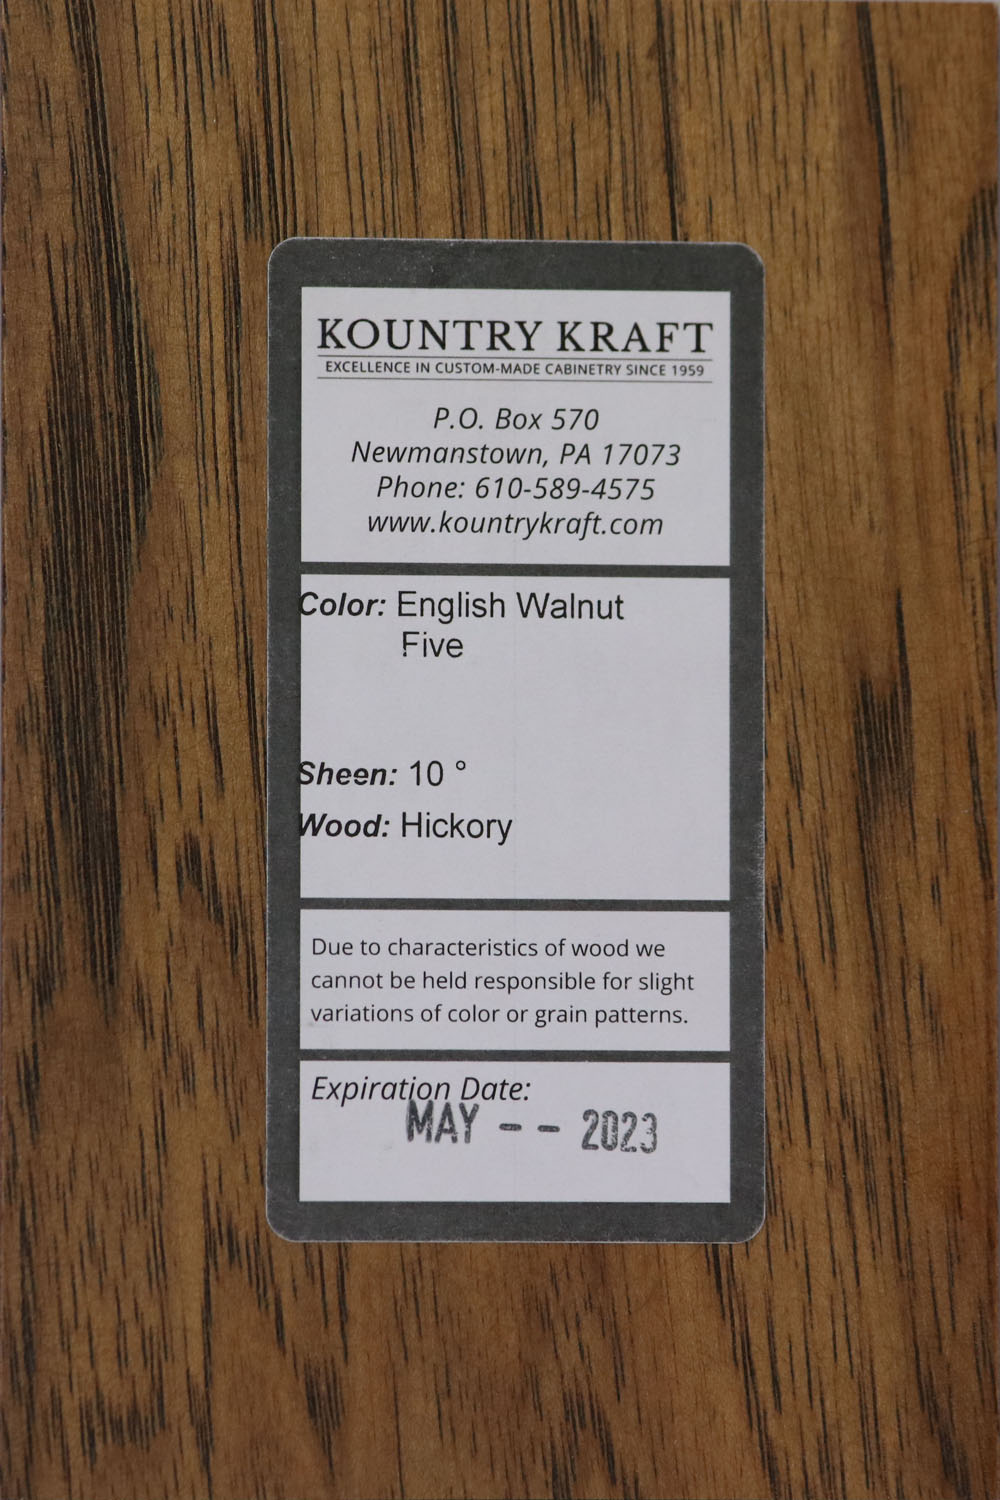 KOUNTRY KRAFT
EXCELLENCE IN CUSTOM-MADE CABINETRY SINCE 1959
P.O. Box 570
Newmanstown, PA 17073
Phone: 610-589-4575
www.kountrykraft.com
Color: English Walnut
Five
Sheen: 10 °
Wood: Hickory
Due to characteristics of wood we
cannot be held responsible for slight
variations of color or grain patterns.
Expiration Date:
MAY -- 2023